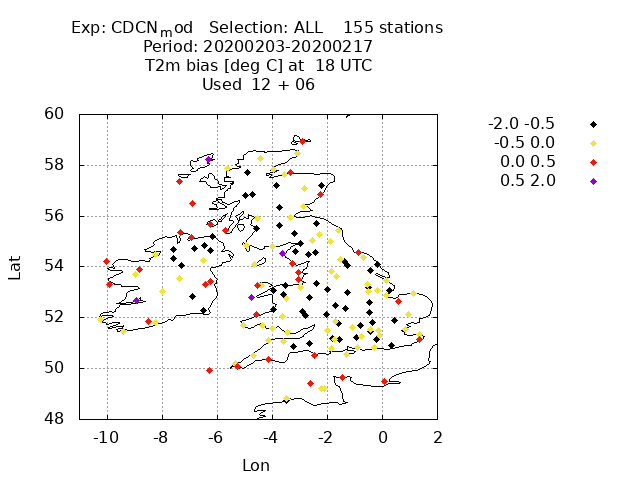 Exp: CDCNmod Selection: ALL 155 stations
Period: 20200203-20200217
T2m bias [deg C] at 18 UTC
Used 12 + 06
-2.0 -0.5
-0.5 0.0
0.0 0.5
0.5 2.0
60
58
56
54
52
50
48
Lat
-10 -8 -6 -4 -2 0 2
Lon